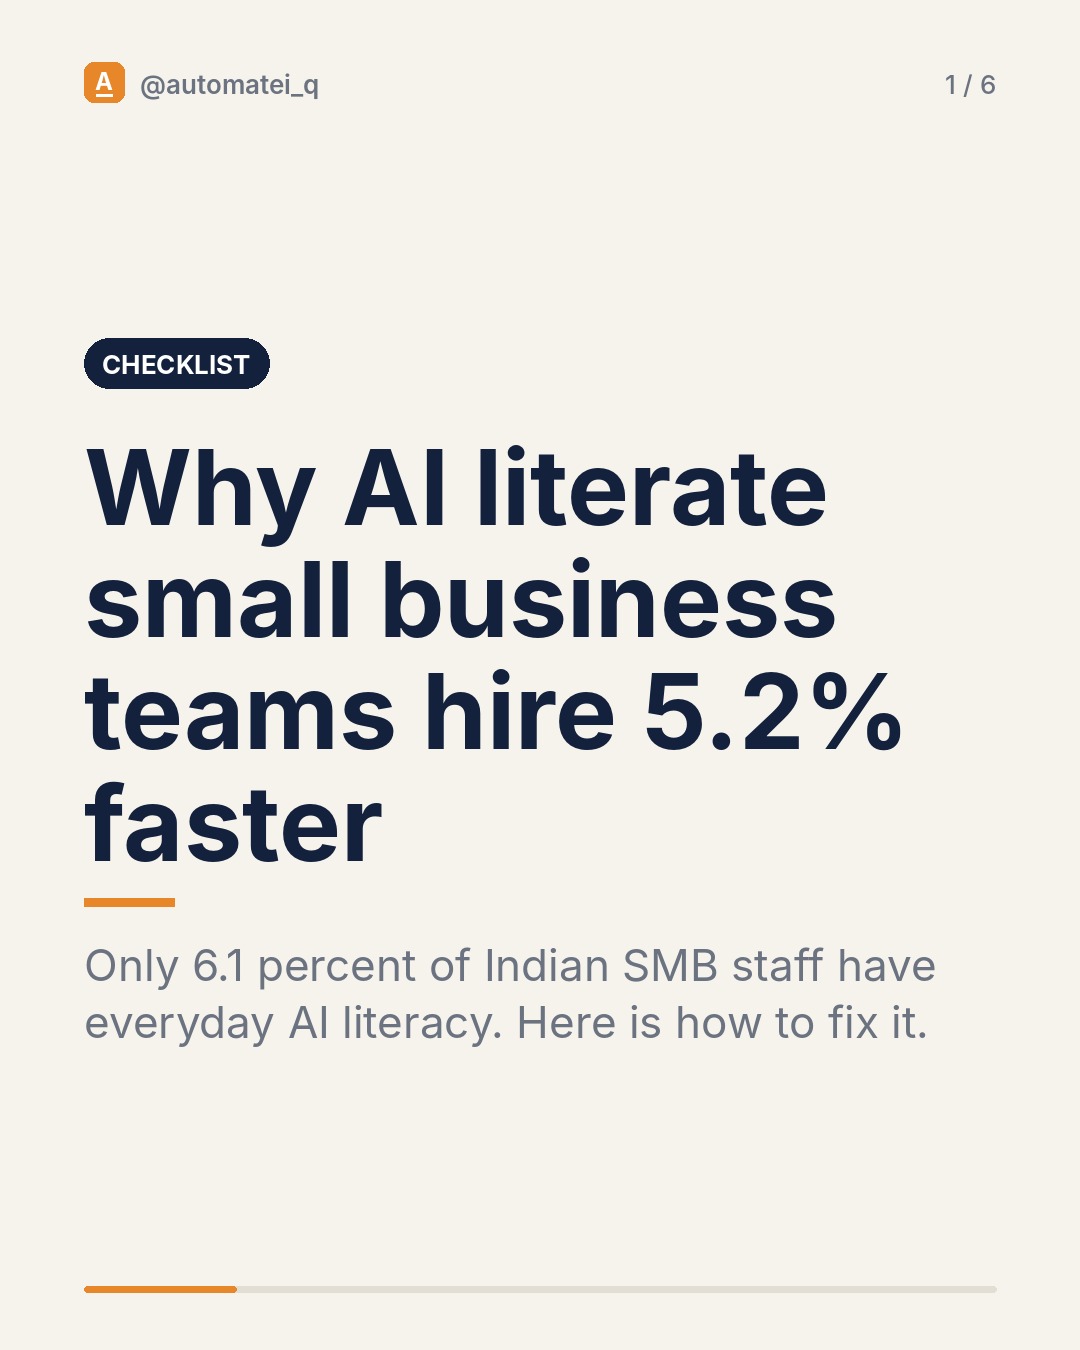 A @automatei_q
1 / 6
CHECKLIST
Why AI literate
small business
teams hire 5.2%
faster
Only 6.1 percent of Indian SMB staff have
everyday AI literacy. Here is how to fix it.